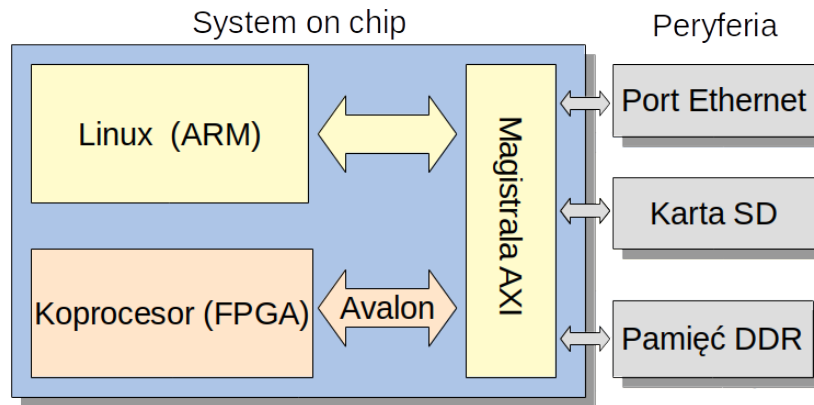 System on chip
Peryferia
Linux (ARM)
Magistrala AXI
Port Ethernet
Karta SD
Koprocesor (FPGA)
Avalon
Pamięć DDR